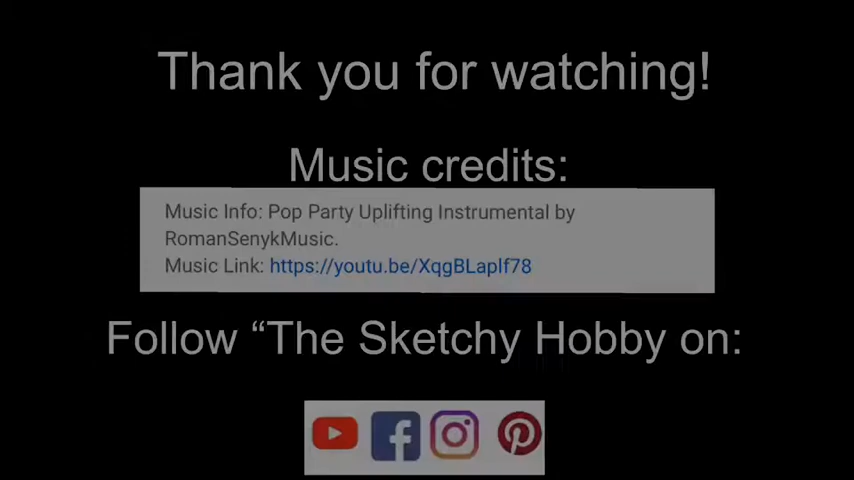 Thank you for watching!
Music credits:
Music Info: Pop Party Uplifting Instrumental by
RomanSenykMusic.
Music Link: https://youtu.be/XqgBLaplf78
Follow “The Sketchy Hobby on: